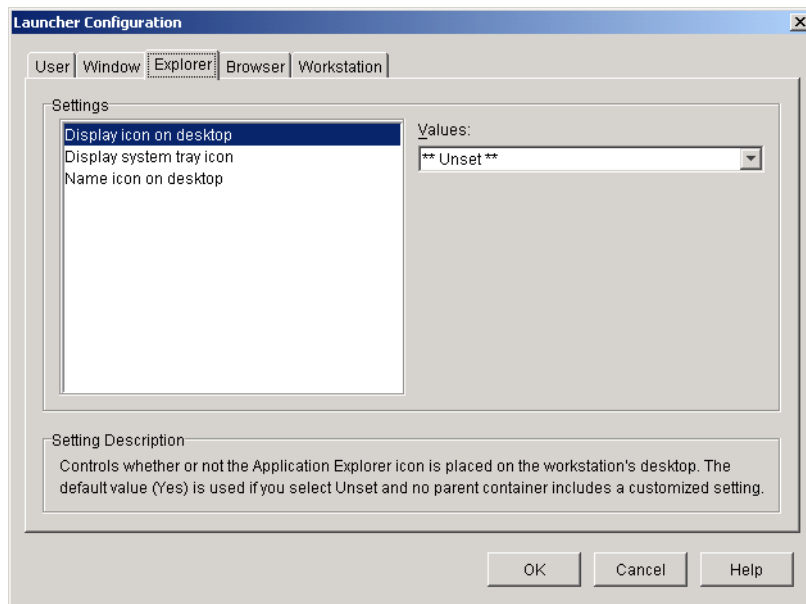 Launcher Configuration
User Window Explorer Browser Workstation
Settings
Display icon on desktop
Display system tray icon
Name icon on desktop
Values:
** Unset **
Setting Description
Controls whether or not the Application Explorer icon is placed on the workstation's desktop. The
default value (Yes) is used if you select Unset and no parent container includes a customized setting.
OK Cancel Help